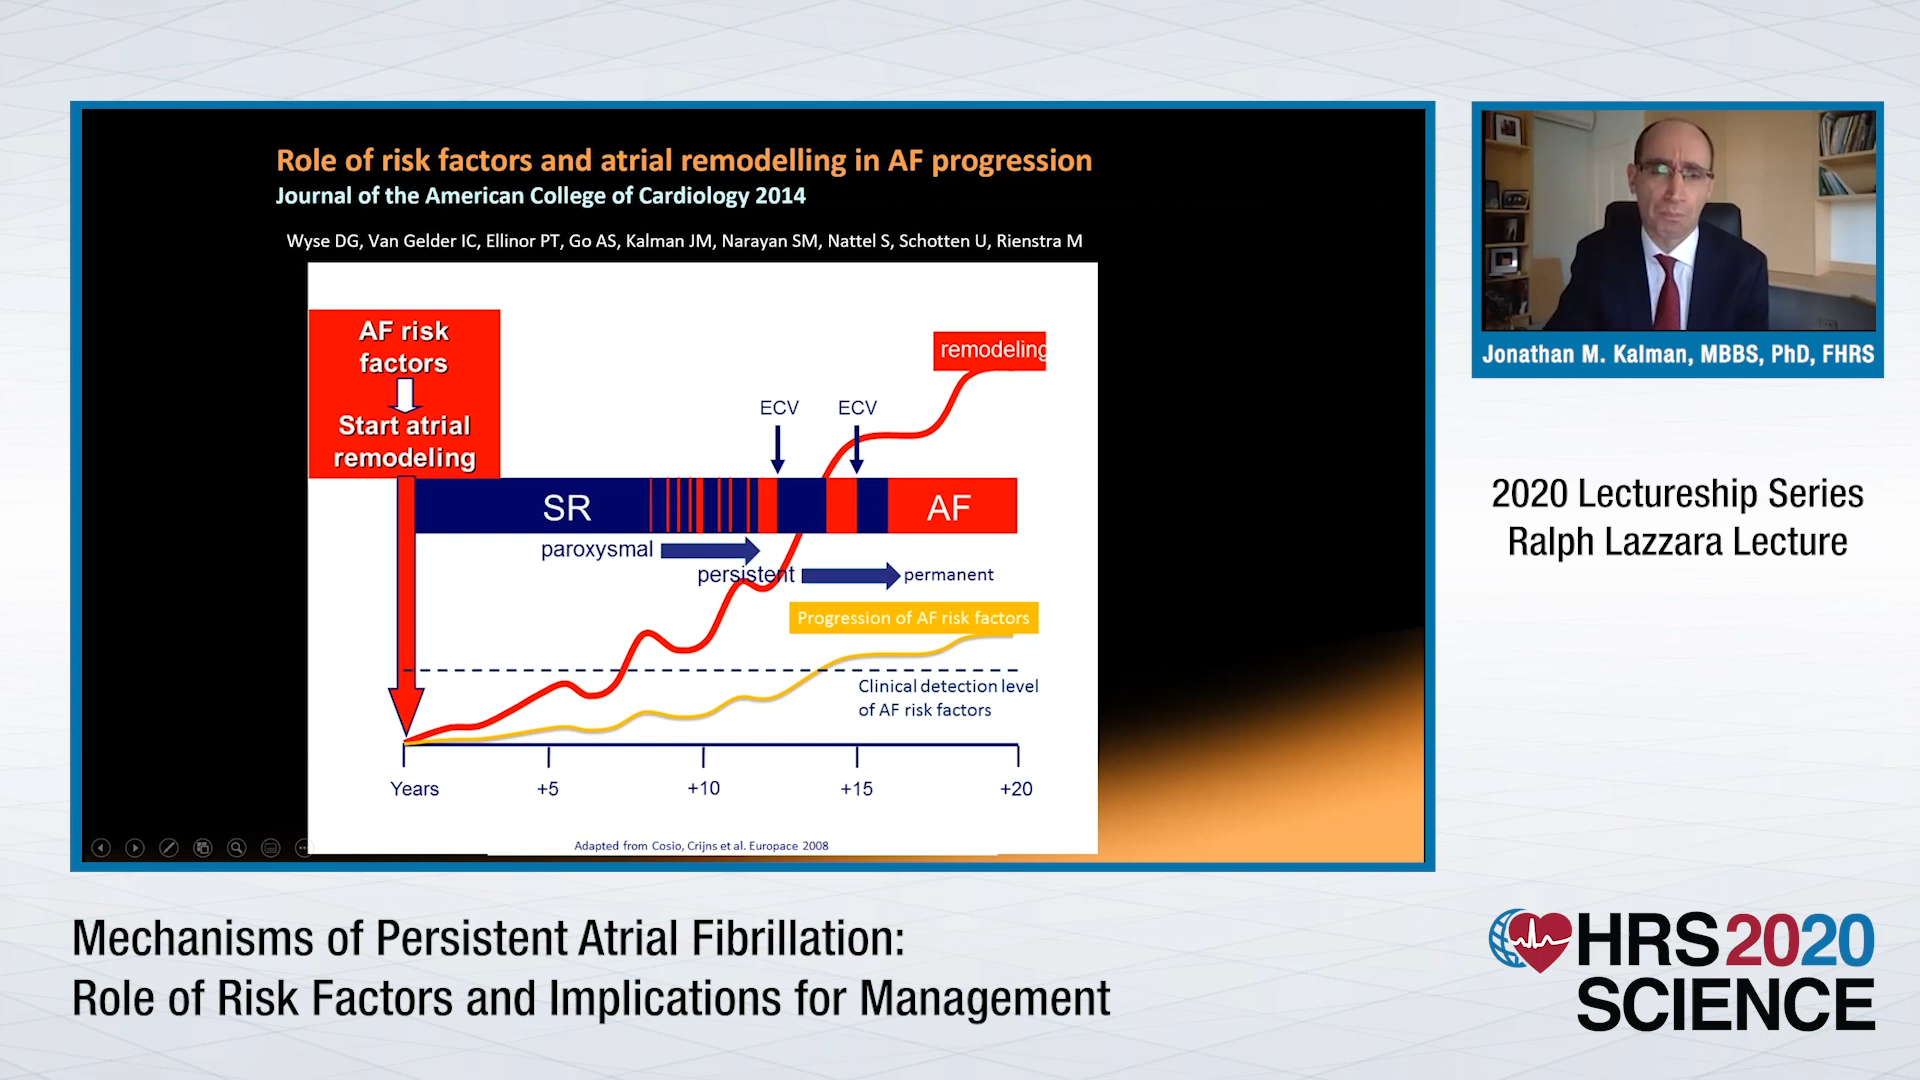 Role of risk factors and atrial remodelling in AF progression
Journal of the American College of Cardiology 2014
Wyse DG, Van Gelder IC, Ellinor PT, Go AS, Kalman JM, Narayan SM, Nattel S, Schotten U, Rienstra M
AF risk
factors
Start atrial
remodeling
remodeling
ECV
ECV
SR
AF
paroxysmal
persistent
permanent
Progression of AF risk factors
Clinical detection level
of AF risk factors
Years
+5
+10
+15
+20
Adapted from Cosio, Crijns et al. Europace 2008
Jonathan M. Kalman, MBBS, PhD, FHRS
2020 Lectureship Series
Ralph Lazzara Lecture
Mechanisms of Persistent Atrial Fibrillation:
Role of Risk Factors and Implications for Management
HRS 2020
SCIENCE